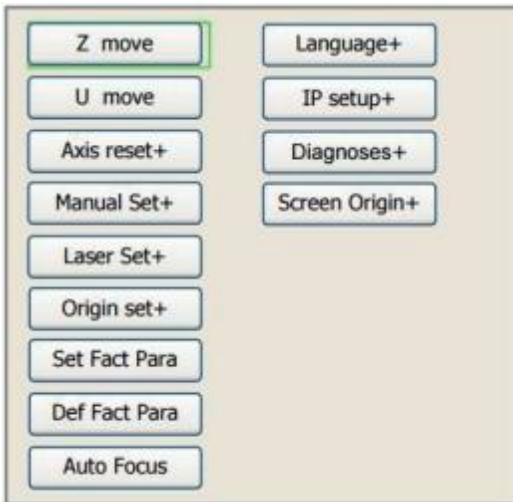 Z move
U move
Axis reset+
Manual Set+
Laser Set+
Origin set+
Set Fact Para
Def Fact Para
Auto Focus
Language+
IP setup+
Diagnoses+
Screen Origin+